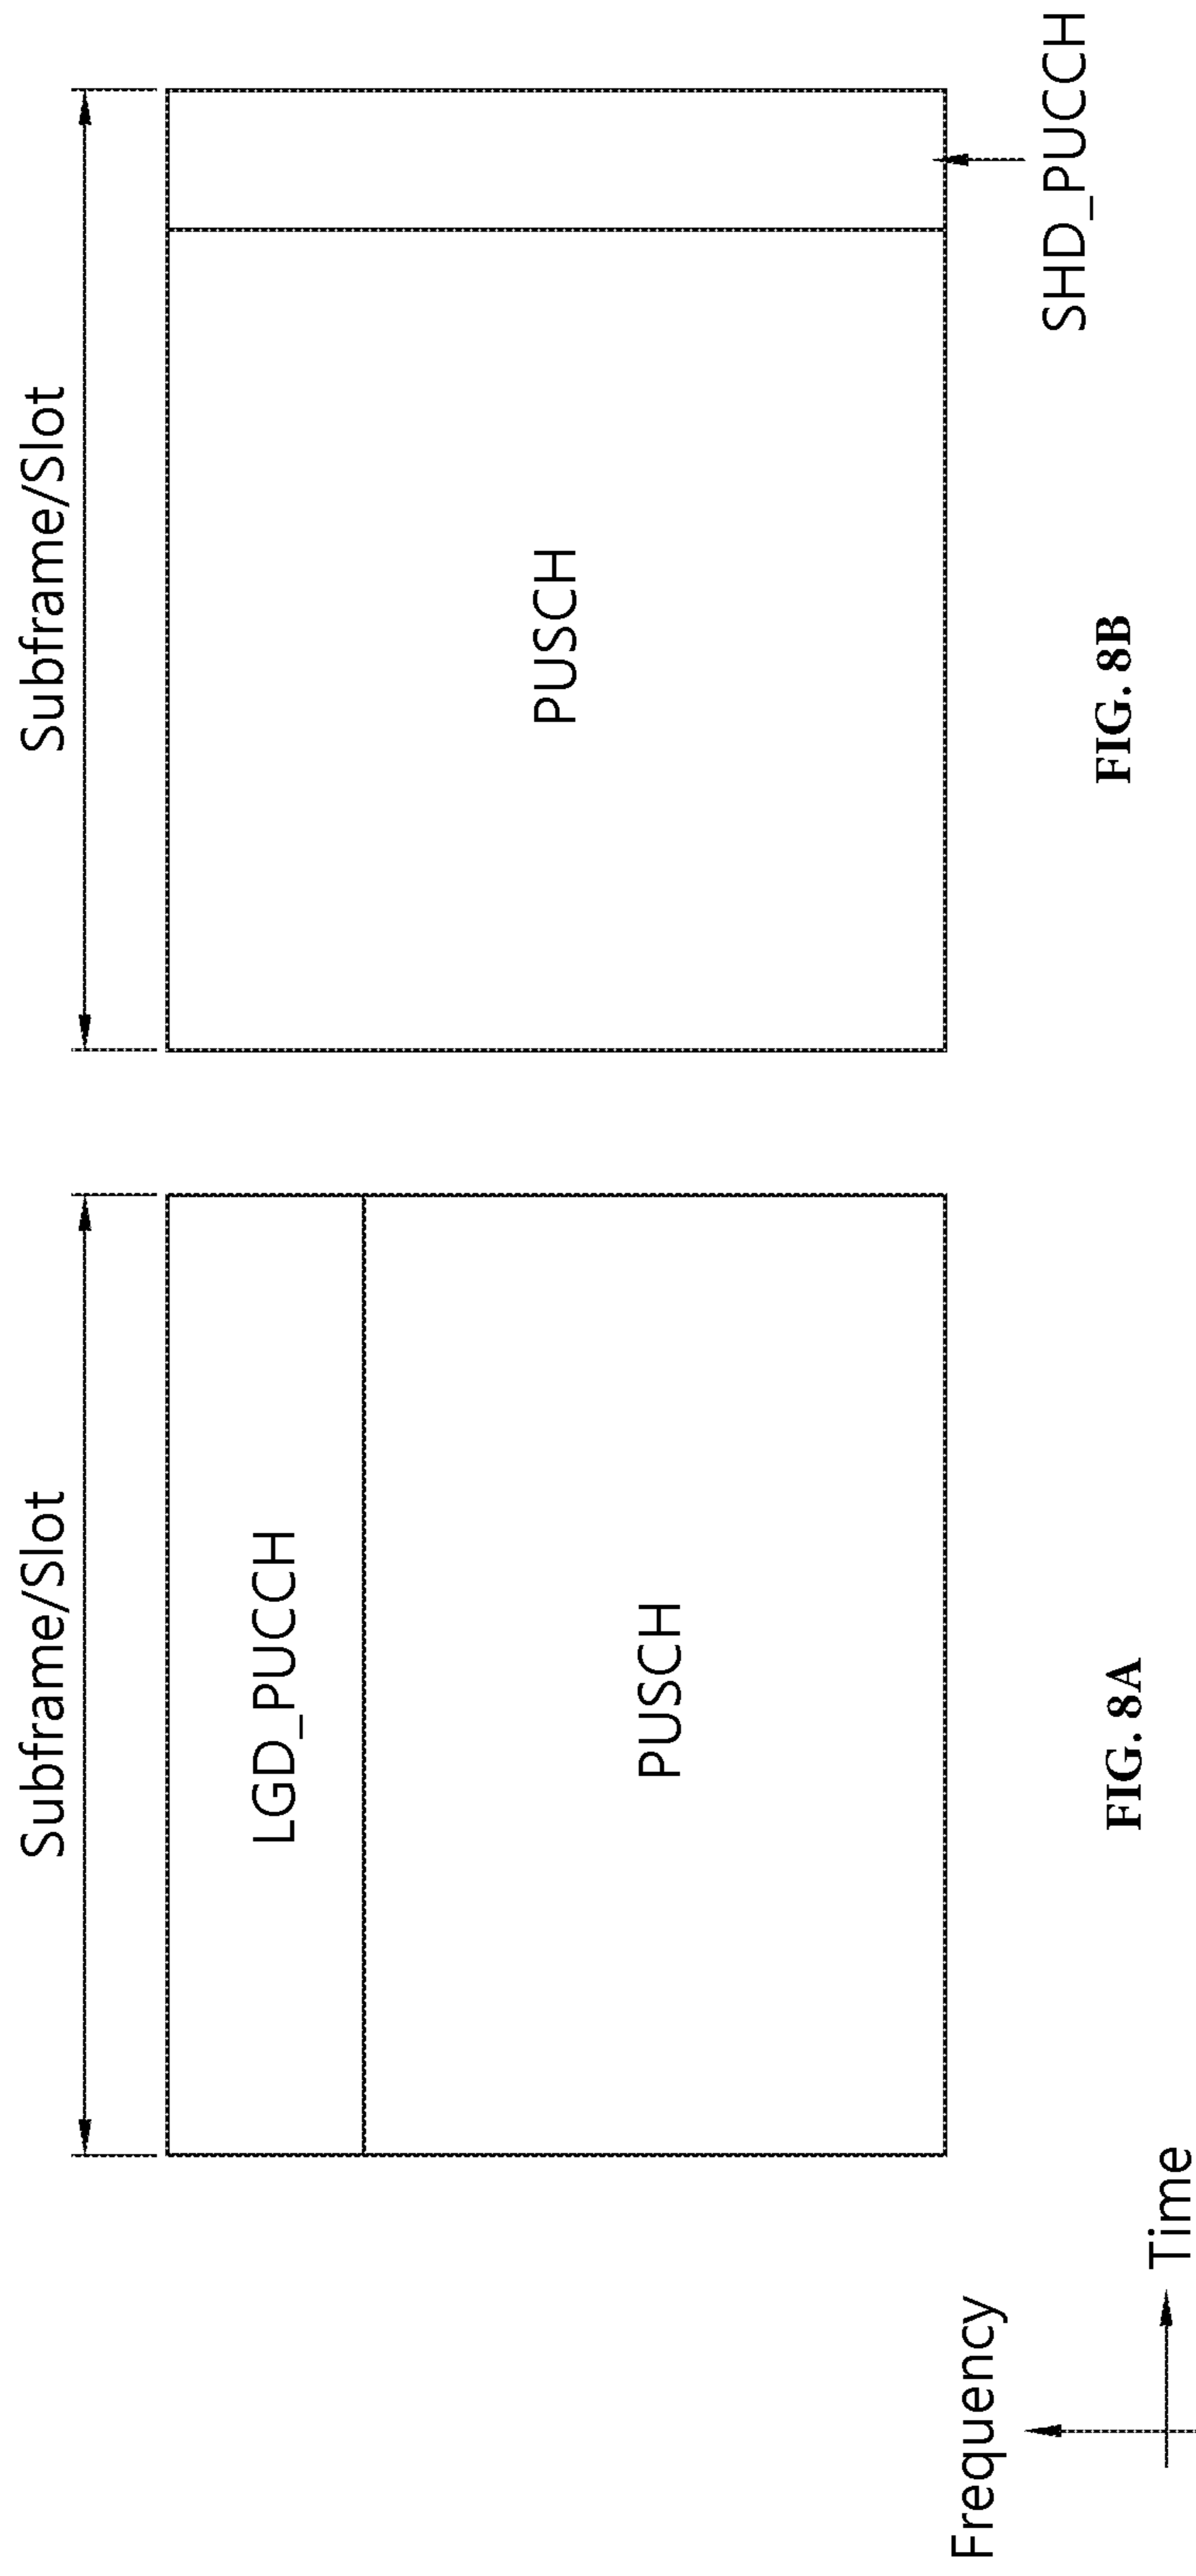 Subframe/Slot
LGD_PUCCH
PUSCH
FIG. 8A
Frequency
Time
Subframe/Slot
PUSCH
SHD_PUCCH
FIG. 8B